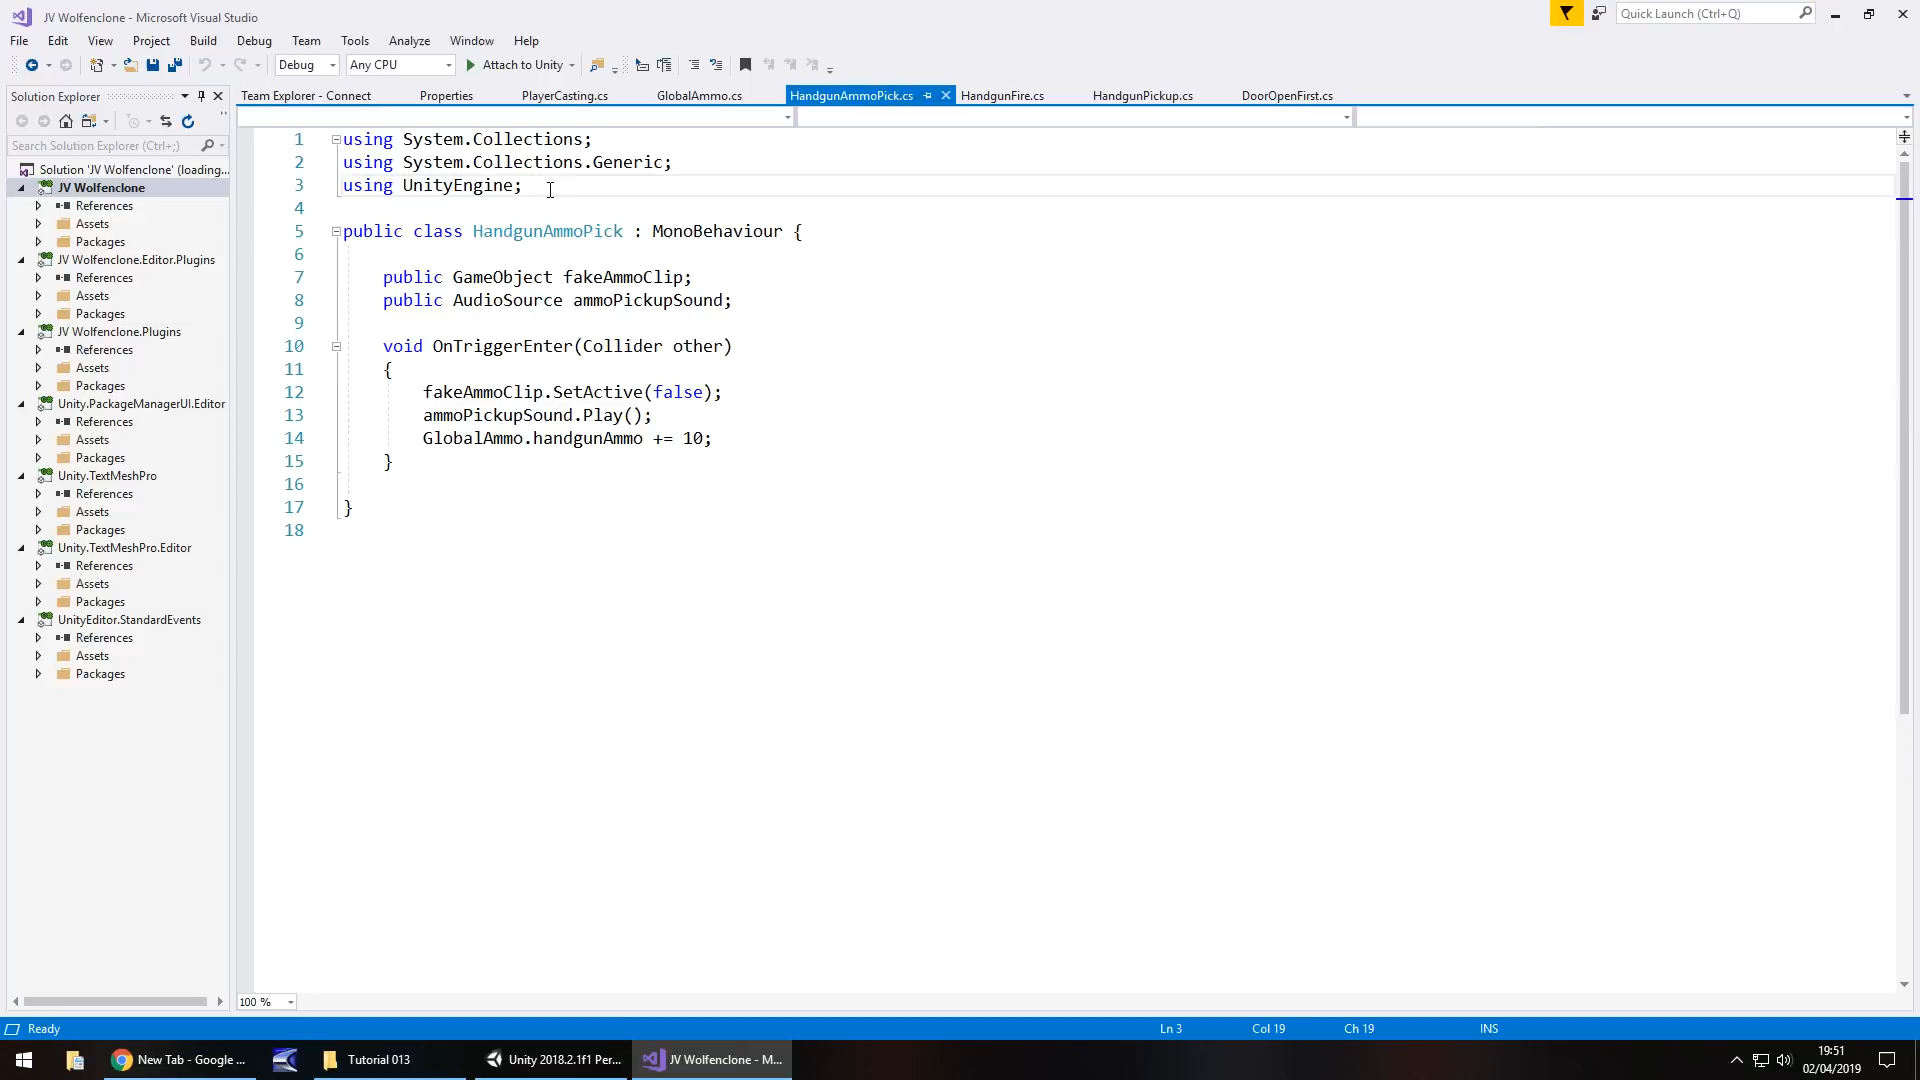 JV Wolfenclone - Microsoft Visual Studio
Quick Launch (Ctrl+Q)
File Edit View Project Build Debug Team Tools Analyze Window Help
Debug Any CPU Attach to Unity
Solution Explorer
Team Explorer - Connect Properties PlayerCasting.cs GlobalAmmo.cs HandgunAmmoPick.cs HandgunFire.cs HandgunPickup.cs DoorOpenFirst.cs
Search Solution Explorer (Ctrl+;)
Solution 'JV Wolfenclone' (loading...
JV Wolfenclone
References
Assets
Packages
JV Wolfenclone.Editor.Plugins
References
Assets
Packages
JV Wolfenclone.Plugins
References
Assets
Packages
Unity.PackageManagerUI.Editor
References
Assets
Packages
Unity.TextMeshPro
References
Assets
Packages
Unity.TextMeshPro.Editor
References
Assets
Packages
UnityEditor.StandardEvents
References
Assets
Packages
1 using System.Collections;
2 using System.Collections.Generic;
3 using UnityEngine;
4
5 public class HandgunAmmoPick : MonoBehaviour {
6
7 public GameObject fakeAmmoClip;
8 public AudioSource ammoPickupSound;
9
10 void OnTriggerEnter(Collider other)
11 {
12 fakeAmmoClip.SetActive(false);
13 ammoPickupSound.Play();
14 GlobalAmmo.handgunAmmo += 10;
15 }
16
17 }
18
100 %
Ready Ln 3 Col 19 Ch 19 INS
New Tab - Google ... Tutorial 013 Unity 2018.2.1f1 Per... JV Wolfenclone - M...
19:51
02/04/2019